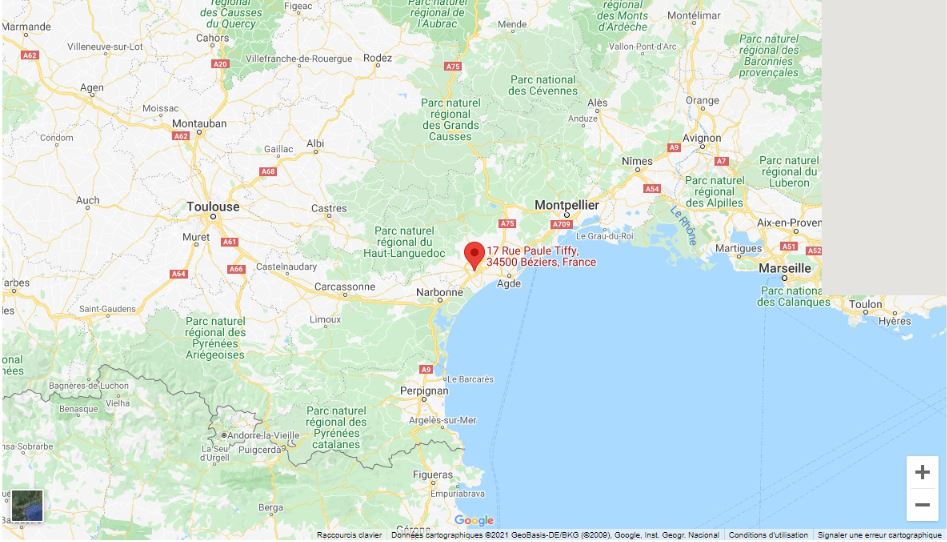 régional
des Causses
du Quercy
Figeac
Parc naturel
régional de
l'Aubrac
Mende
régional
des Monts
d'Ardèche
Montélimar
Marmande
A62
Villeneuve-sur-Lot
Cahors
A20
Villefranche-de-Rouergue
Rodez
A75
Vallon-Pont-d'Arc
Parc naturel
régional des
Baronnies
provençales
Agen
Parc national
des Cévennes
Moissac
Montauban
A62
Parc naturel
régional
des Grands
Causses
Alès
Anduze
Orange
Condom
Gaillac
Albi
A9
Avignon
A7
A68
Nîmes
Parc naturel
régional du
Luberon
Auch
Toulouse
Castres
Montpellier
A54
Parc naturel
régional
des Alpilles
A75
A709
Le Rhône
Aix-en-Proven
Muret
A61
Parc naturel
régional du
Haut-Languedoc
Le Grau-du-Roi
Martigues
A51
A52
17 Rue Paule Tiffy,
34500 Béziers, France
A64
A66
Castelnaudary
Marseille
Tarbes
Carcassonne
Narbonne
Agde
Parc nationa
des Calanques
Toulon
Hyères
Saint-Gaudens
Limoux
Parc naturel
régional des
Pyrénées
Ariégeoises
A9
Le Barcarès
Bagnères-de-Luchon
Perpignan
Vielha
Benasque
Parc naturel
régional des
Pyrénées
catalanes
Argelès-sur-Mer
Andorre-la-Vieille
La Seu
d'Urgell
Puigcerda
nsa-Sobrarbe
Figueras
Empuriabrava
Berga
Gérone
Google
Raccourcis clavier
Données cartographiques ©2021 GeoBasis-DE/BKG (©2009), Google, Inst. Geogr. Nacional
Conditions d'utilisation
Signaler une erreur cartographique